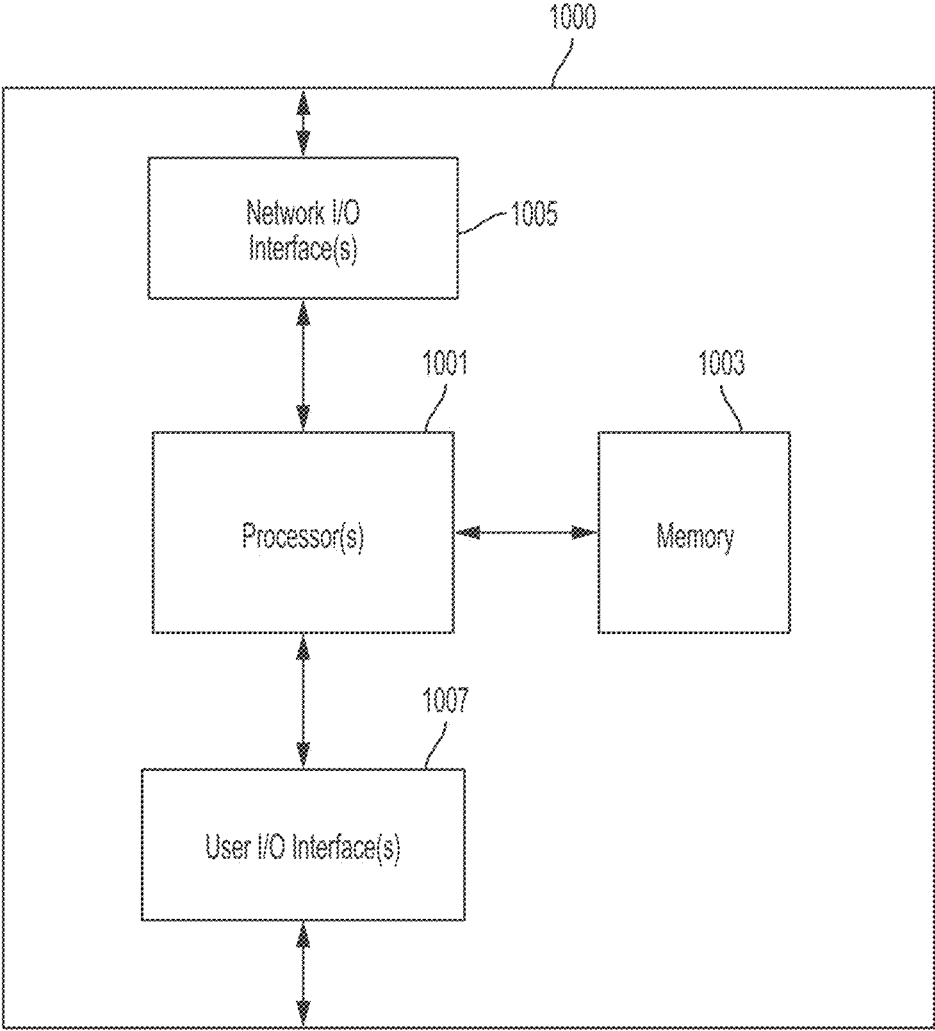 1000
Network I/O
Interface(s)
1005
1001
1003
Processor(s)
Memory
1007
User I/O Interface(s)